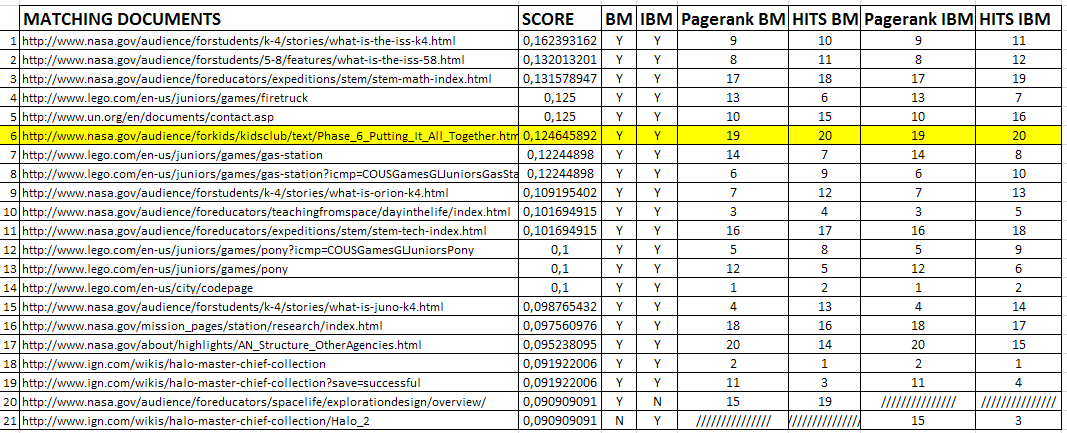 MATCHING DOCUMENTS SCORE BM IBM Pagerank BM HITS BM Pagerank IBM HITS IBM
1 http://www.nasa.gov/audience/forstudents/k-4/stories/what-is-the-iss-k4.html 0,162393162 Y Y 9 10 9 11
2 http://www.nasa.gov/audience/forstudents/5-8/features/what-is-the-iss-58.html 0,132013201 Y Y 8 11 8 12
3 http://www.nasa.gov/audience/foreducators/expeditions/stem/stem-math-index.html 0,131578947 Y Y 17 18 17 19
4 http://www.lego.com/en-us/juniors/games/firetruck 0,125 Y Y 13 6 13 7
5 http://www.un.org/en/documents/contact.asp 0,125 Y Y 10 15 10 16
6 http://www.nasa.gov/audience/forkids/kidsclub/text/Phase_6_Putting_It_All_Together.htm 0,124645892 Y Y 19 20 19 20
7 http://www.lego.com/en-us/juniors/games/gas-station 0,12244898 Y Y 14 7 14 8
8 http://www.lego.com/en-us/juniors/games/gas-station?icmp=COUSGamesGLJuniorsGasSta 0,12244898 Y Y 6 9 6 10
9 http://www.nasa.gov/audience/forstudents/k-4/stories/what-is-orion-k4.html 0,109195402 Y Y 7 12 7 13
10 http://www.nasa.gov/audience/foreducators/teachingfromspace/dayinthelife/index.html 0,101694915 Y Y 3 4 3 5
11 http://www.nasa.gov/audience/foreducators/expeditions/stem/stem-tech-index.html 0,101694915 Y Y 16 17 16 18
12 http://www.lego.com/en-us/juniors/games/pony?icmp=COUSGamesGLJuniorsPony 0,1 Y Y 5 8 5 9
13 http://www.lego.com/en-us/juniors/games/pony 0,1 Y Y 12 5 12 6
14 http://www.lego.com/en-us/city/codepage 0,1 Y Y 1 2 1 2
15 http://www.nasa.gov/audience/forstudents/k-4/stories/what-is-juno-k4.html 0,098765432 Y Y 4 13 4 14
16 http://www.nasa.gov/mission_pages/station/research/index.html 0,097560976 Y Y 18 16 18 17
17 http://www.nasa.gov/about/highlights/AN_Structure_OtherAgencies.html 0,095238095 Y Y 20 14 20 15
18 http://www.ign.com/wikis/halo-master-chief-collection 0,091922006 Y Y 2 1 2 1
19 http://www.ign.com/wikis/halo-master-chief-collection?save=successful 0,091922006 Y Y 11 3 11 4
20 http://www.nasa.gov/audience/foreducators/spacelife/explorationdesign/overview/ 0,090909091 Y N 15 19 /////////////// ///////////////
21 http://www.ign.com/wikis/halo-master-chief-collection/Halo_2 0,090909091 N Y /////////////// /////////////// 15 3